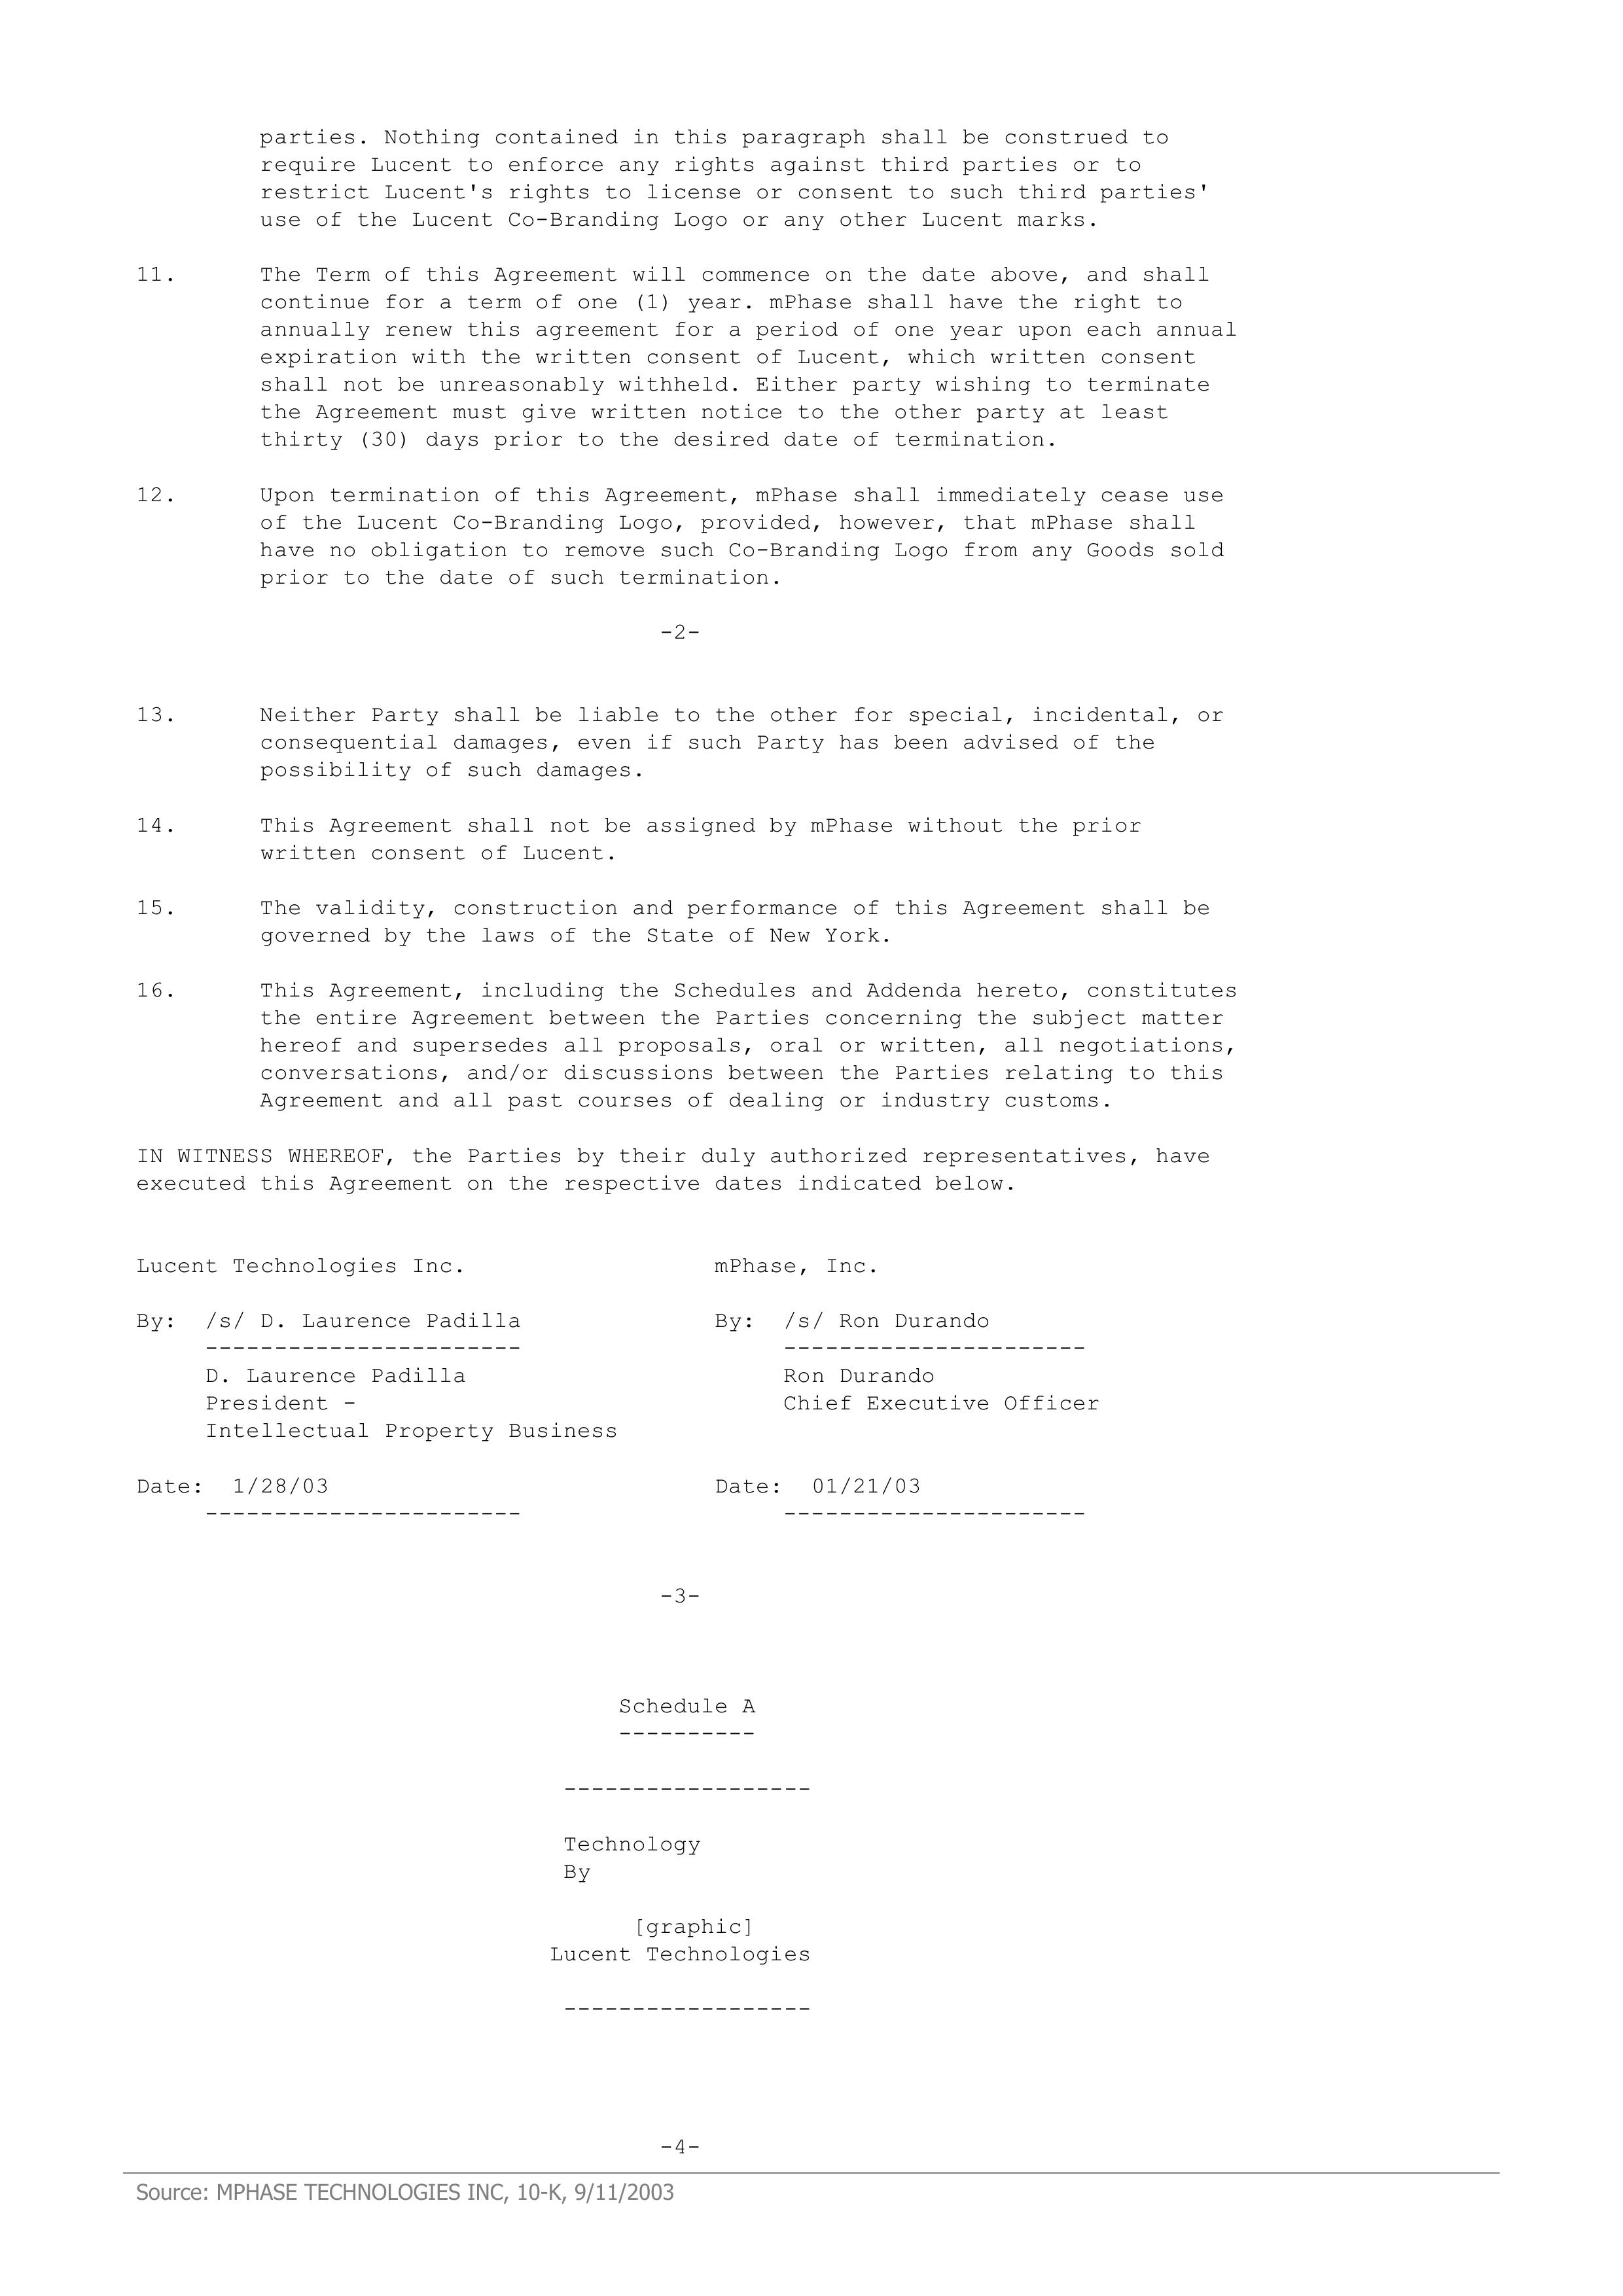 parties. Nothing contained in this paragraph shall be construed to
require Lucent to enforce any rights against third parties or to
restrict Lucent's rights to license or consent to such third parties'
use of the Lucent Co-Branding Logo or any other Lucent marks.
11. The Term of this Agreement will commence on the date above, and shall
continue for a term of one (1) year. mPhase shall have the right to
annually renew this agreement for a period of one year upon each annual
expiration with the written consent of Lucent, which written consent
shall not be unreasonably withheld. Either party wishing to terminate
the Agreement must give written notice to the other party at least
thirty (30) days prior to the desired date of termination.
12. Upon termination of this Agreement, mPhase shall immediately cease use
of the Lucent Co-Branding Logo, provided, however, that mPhase shall
have no obligation to remove such Co-Branding Logo from any Goods sold
prior to the date of such termination.
-2-
13. Neither Party shall be liable to the other for special, incidental, or
consequential damages, even if such Party has been advised of the
possibility of such damages.
14. This Agreement shall not be assigned by mPhase without the prior
written consent of Lucent.
15. The validity, construction and performance of this Agreement shall be
governed by the laws of the State of New York.
16. This Agreement, including the Schedules and Addenda hereto, constitutes
the entire Agreement between the Parties concerning the subject matter
hereof and supersedes all proposals, oral or written, all negotiations,
conversations, and/or discussions between the Parties relating to this
Agreement and all past courses of dealing or industry customs.
IN WITNESS WHEREOF, the Parties by their duly authorized representatives, have
executed this Agreement on the respective dates indicated below.
Lucent Technologies Inc. mPhase, Inc.
By: /s/ D. Laurence Padilla By: /s/ Ron Durando
----------------------- ----------------------
D. Laurence Padilla Ron Durando
President - Chief Executive Officer
Intellectual Property Business
Date: 1/28/03 Date: 01/21/03
----------------------- ----------------------
-3-
Schedule A
----------
------------------
Technology
By
[graphic]
Lucent Technologies
------------------
-4-
Source: MPHASE TECHNOLOGIES INC, 10-K, 9/11/2003